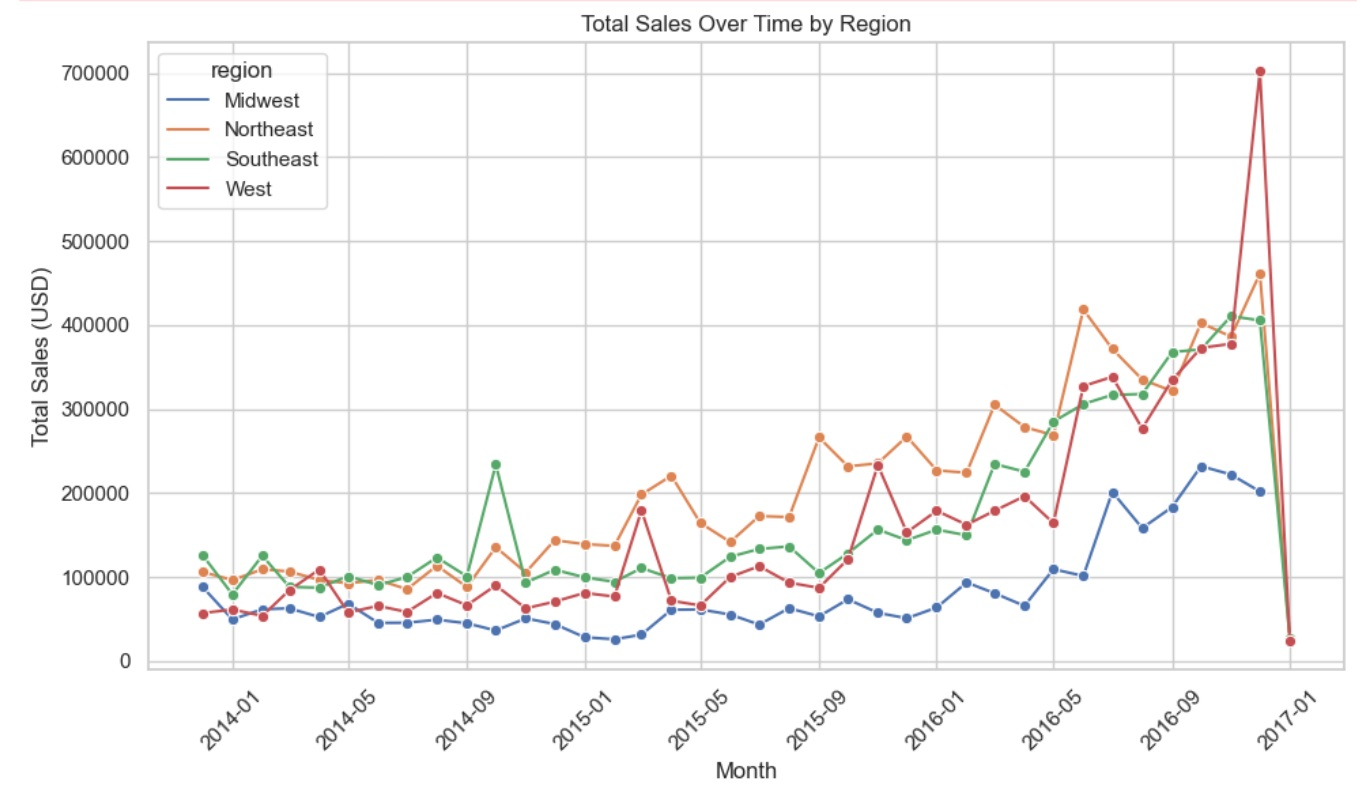 Total Sales Over Time by Region
region
Midwest
Northeast
Southeast
West
Total Sales (USD)
700000
600000
500000
400000
300000
200000
100000
0
2014-01
2014-05
2014-09
2015-01
2015-05
2015-09
2016-01
2016-05
2016-09
2017-01
Month